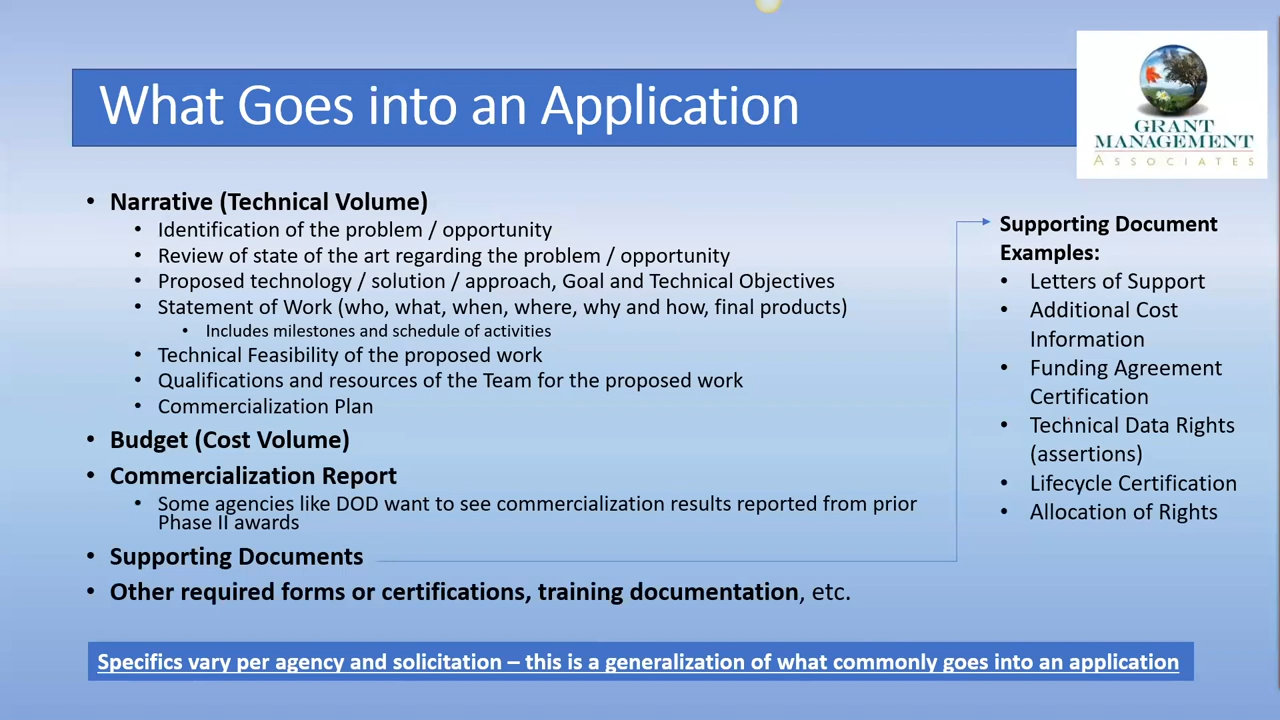 What Goes into an Application
GRANT
MANAGEMENT
ASSOCIATES
• Narrative (Technical Volume)
• Identification of the problem / opportunity
• Review of state of the art regarding the problem / opportunity
• Proposed technology / solution / approach, Goal and Technical Objectives
• Statement of Work (who, what, when, where, why and how, final products)
• Includes milestones and schedule of activities
• Technical Feasibility of the proposed work
• Qualifications and resources of the Team for the proposed work
• Commercialization Plan
• Budget (Cost Volume)
• Commercialization Report
• Some agencies like DOD want to see commercialization results reported from prior
Phase II awards
• Supporting Documents
• Other required forms or certifications, training documentation, etc.
Supporting Document
Examples:
• Letters of Support
• Additional Cost
Information
• Funding Agreement
Certification
• Technical Data Rights
(assertions)
• Lifecycle Certification
• Allocation of Rights
Specifics vary per agency and solicitation – this is a generalization of what commonly goes into an application